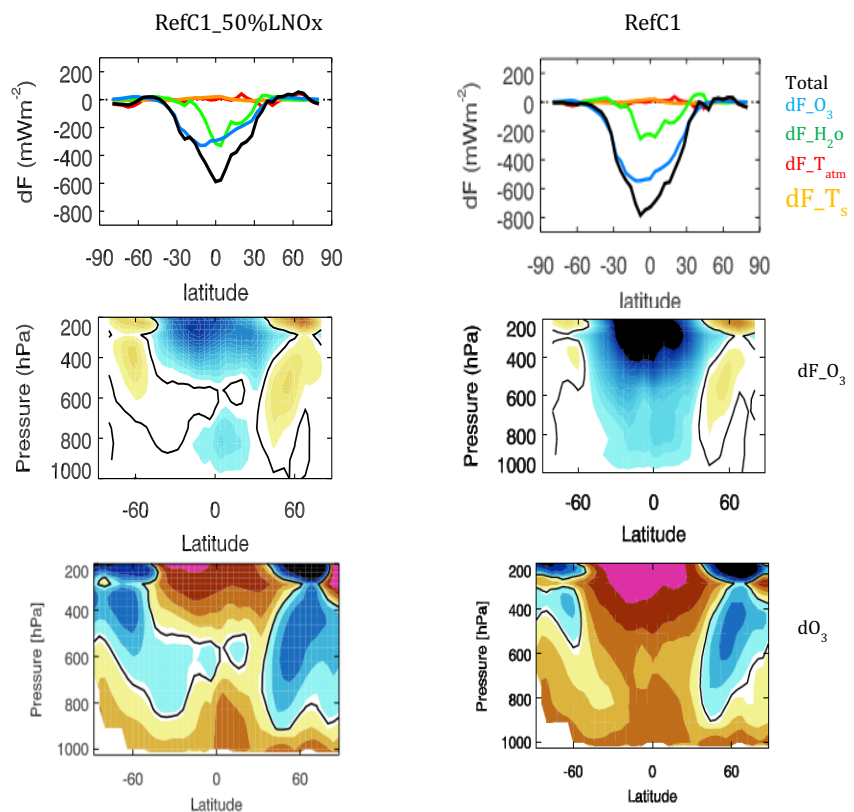 RefC1_50%LNOx
RefC1
200
0
-200
-400
-600
-800
dF (mWm⁻²)
-90 -60 -30 0 30 60 90
latitude
200
0
-200
-400
-600
-800
dF (mWm⁻²)
-90 -60 -30 0 30 60 90
latitude
Total
dF_O₃
dF_H₂o
dF_Tatm
dF_Ts
200
400
600
800
1000
Pressure (hPa)
-60 0 60
Latitude
200
400
600
800
1000
Pressure (hPa)
-60 0 60
Latitude
dF_O₃
200
400
600
800
1000
Pressure [hPa]
-60 0 60
Latitude
200
400
600
800
1000
Pressure [hPa]
-60 0 60
Latitude
dO₃